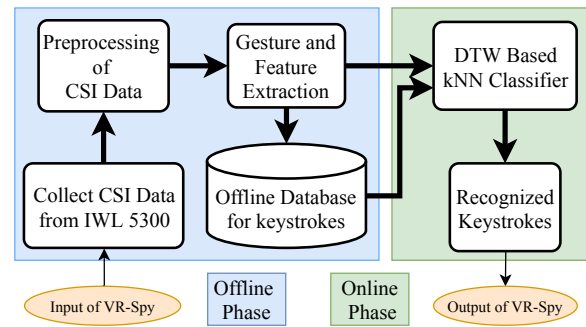 Preprocessing
of
CSI Data
Gesture and
Feature
Extraction
DTW Based
kNN Classifier
Collect CSI Data
from IWL 5300
Offline Database
for keystrokes
Recognized
Keystrokes
Input of VR-Spy
Offline
Phase
Online
Phase
Output of VR-Spy